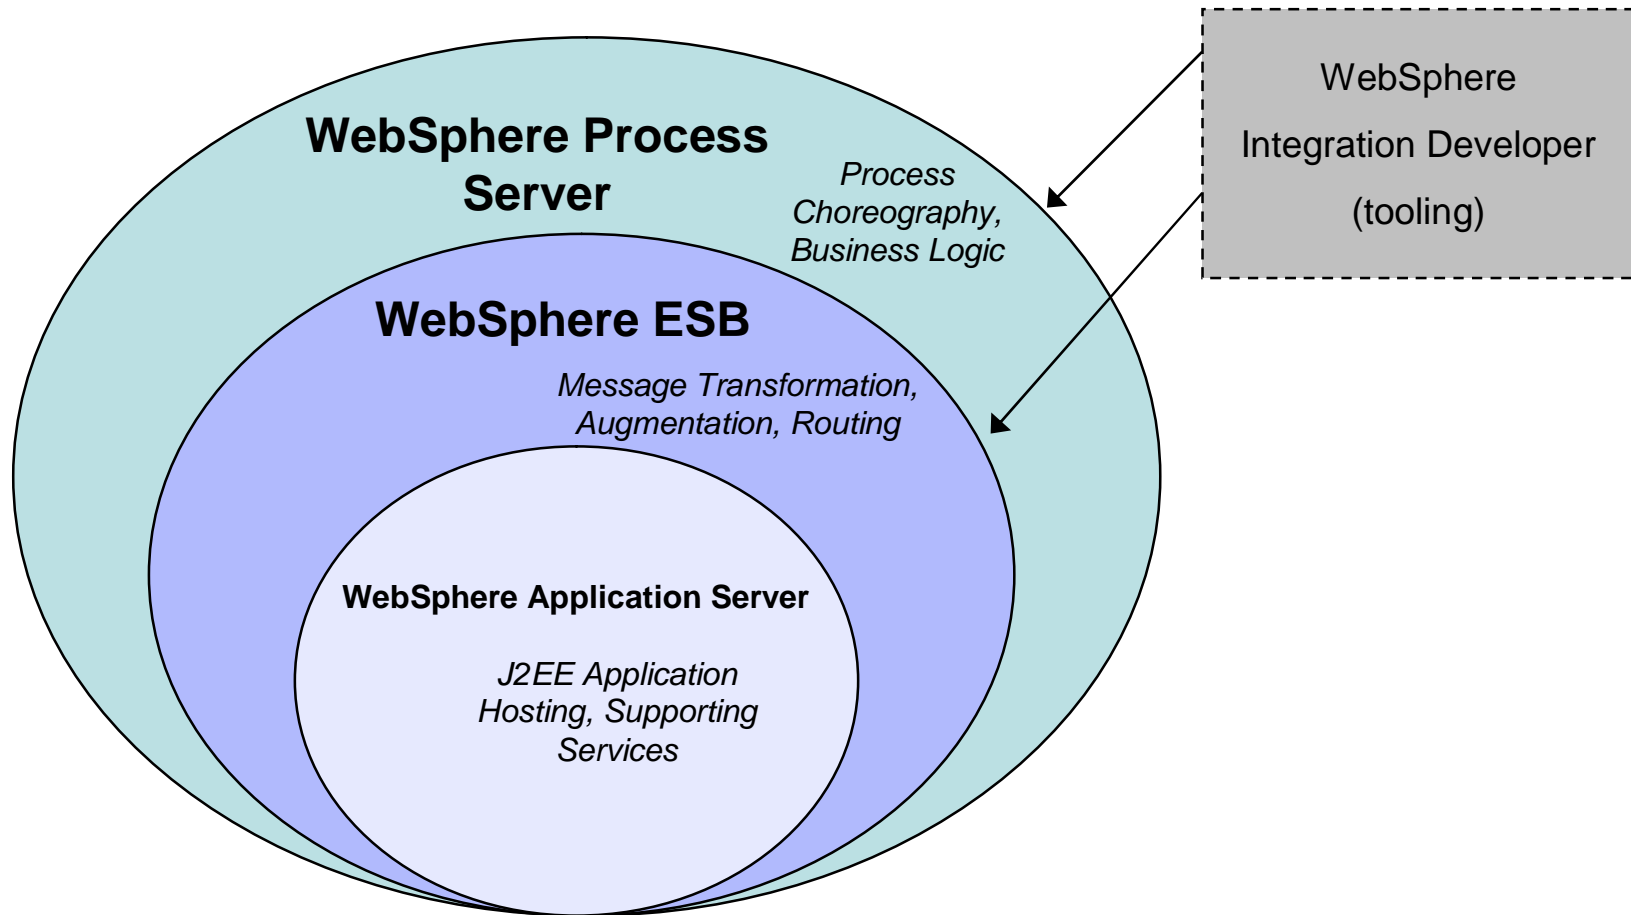 WebSphere Process
Server
Process
Choreography,
Business Logic
WebSphere
Integration Developer
(tooling)
WebSphere ESB
Message Transformation,
Augmentation, Routing
WebSphere Application Server
J2EE Application
Hosting, Supporting
Services